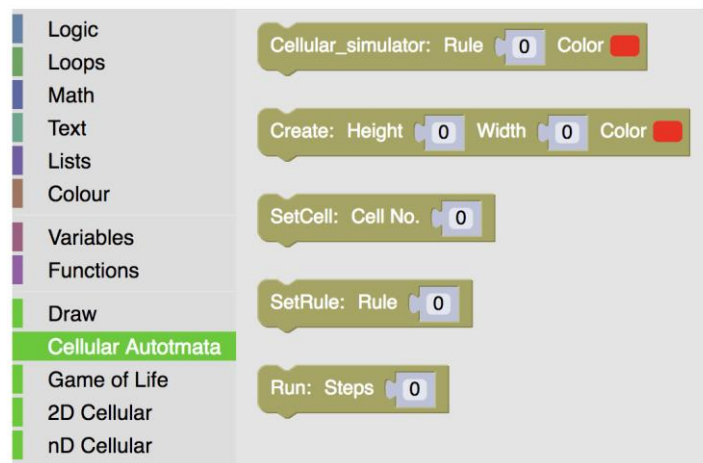 Logic
Loops
Math
Text
Lists
Colour
Variables
Functions
Draw
Cellular Autotmata
Game of Life
2D Cellular
nD Cellular
Cellular_simulator: Rule 0 Color
Create: Height 0 Width 0 Color
SetCell: Cell No. 0
SetRule: Rule 0
Run: Steps 0